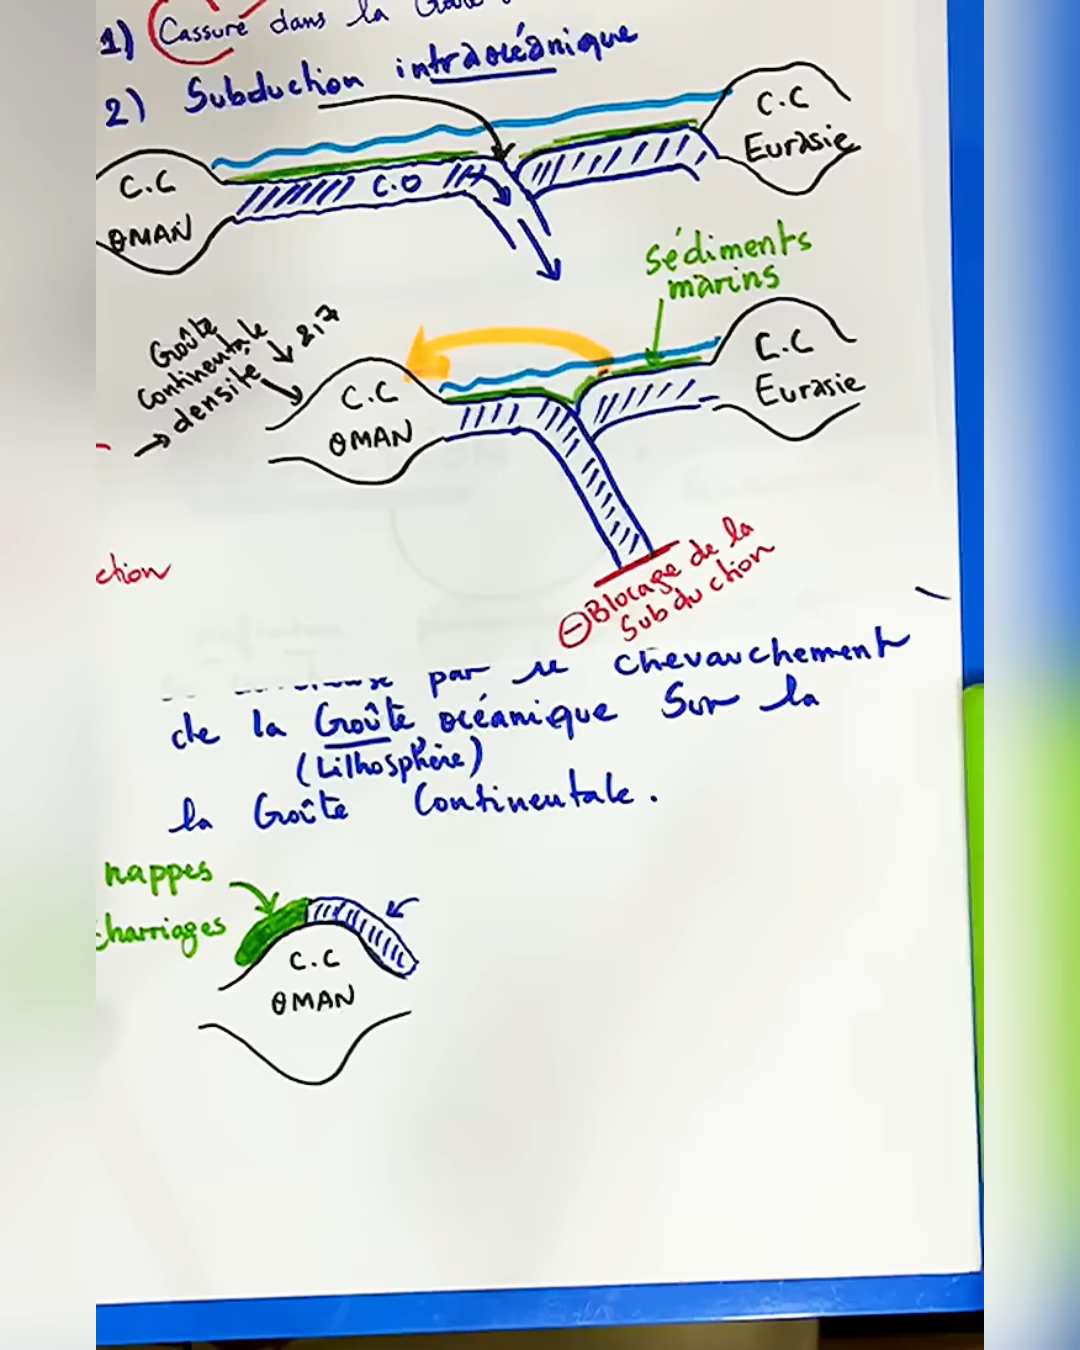 1) Cassure dans la
2) Subduction intraocéanique
C.C
Eurasie
C.C
OMAN
C.O
Sédiments
marins
Croûte
continentale
→ densité ↓ 2,7
C.C
OMAN
C.C
Eurasie
ction
⊖ Blocage de la
Subduction
par le chevauchement
de la Croûte océanique Sur la
(Lithosphère)
la Croûte Continentale.
nappes
charriages
C.C
OMAN